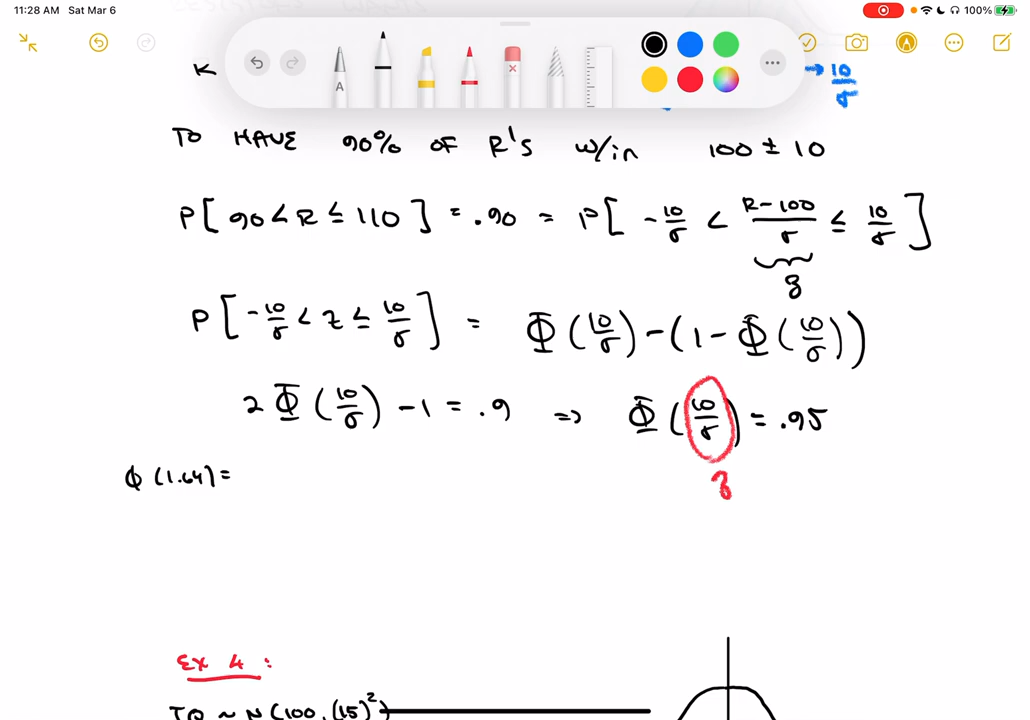 11:28 AM Sat Mar 6 100%
K → 10/σ
TO HAVE 90% OF R'S w/in 100 ± 10
P[ 90 < R ≤ 110 ] = .90 = P[ -10/σ < (R-100)/σ ≤ 10/σ ]
z
P[ -10/σ < z ≤ 10/σ ] = Φ(10/σ) - (1 - Φ(10/σ))
2Φ(10/σ) - 1 = .9 => Φ(10/σ) = .95
Φ(1.64) = z
Ex 4 :
IQ ~ N(100, (15)²)